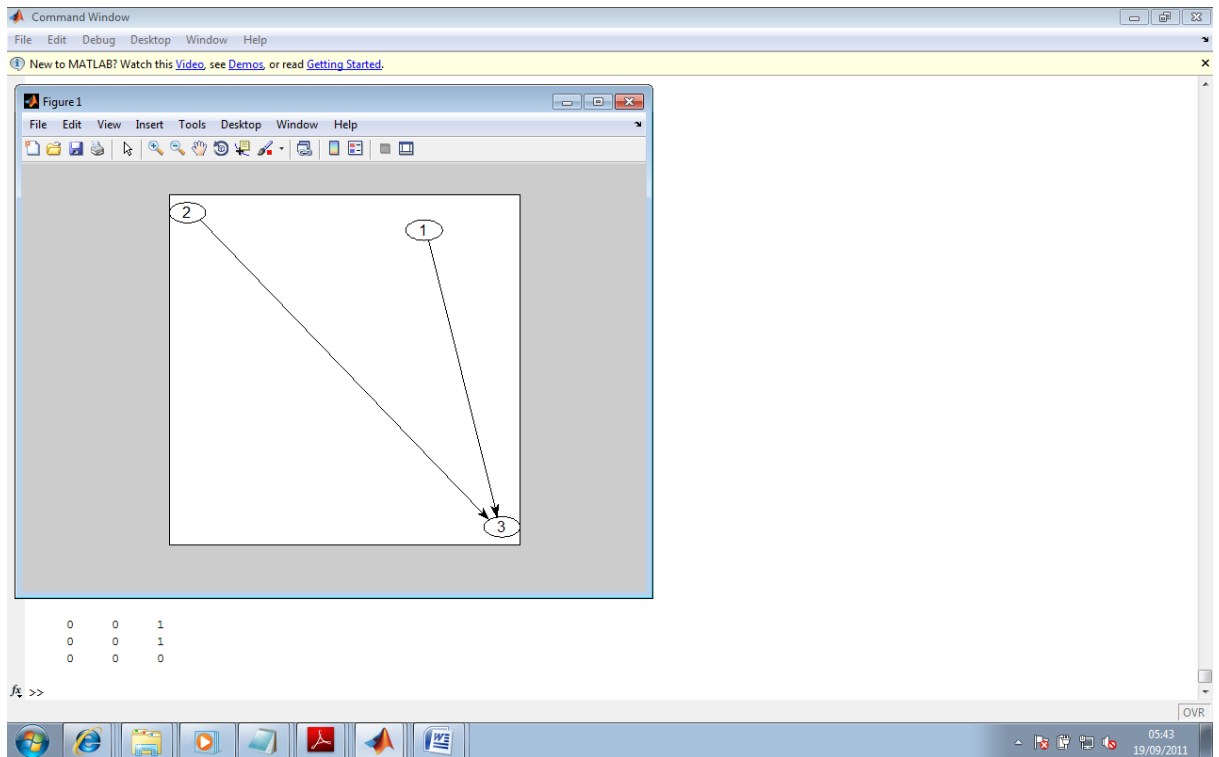 Command Window
File Edit Debug Desktop Window Help
New to MATLAB? Watch this Video, see Demos, or read Getting Started.
Figure 1
File Edit View Insert Tools Desktop Window Help
2
1
3
0 0 1
0 0 1
0 0 0
fx >>
OVR
05:43
19/09/2011